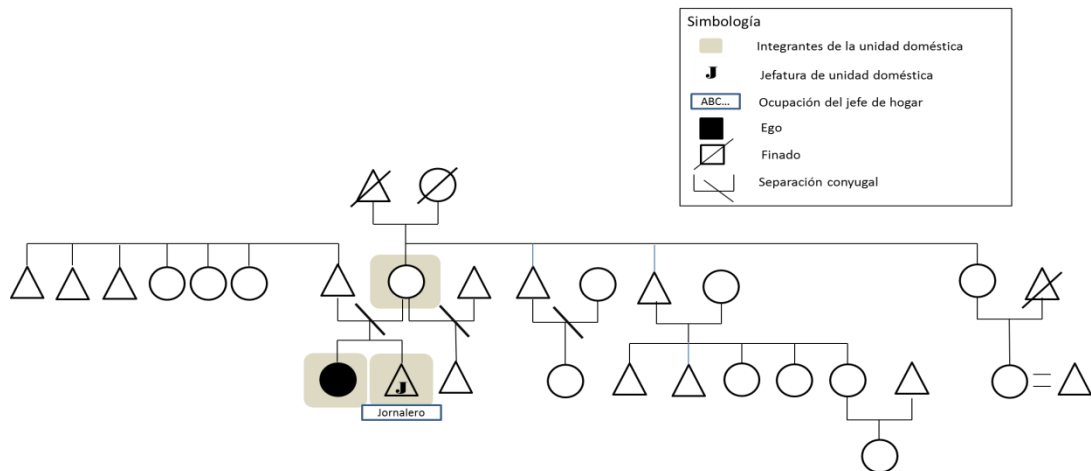 Simbología
Integrantes de la unidad doméstica
J
Jefatura de unidad doméstica
ABC...
Ocupación del jefe de hogar
Ego
Finado
Separación conyugal
J
Jornalero